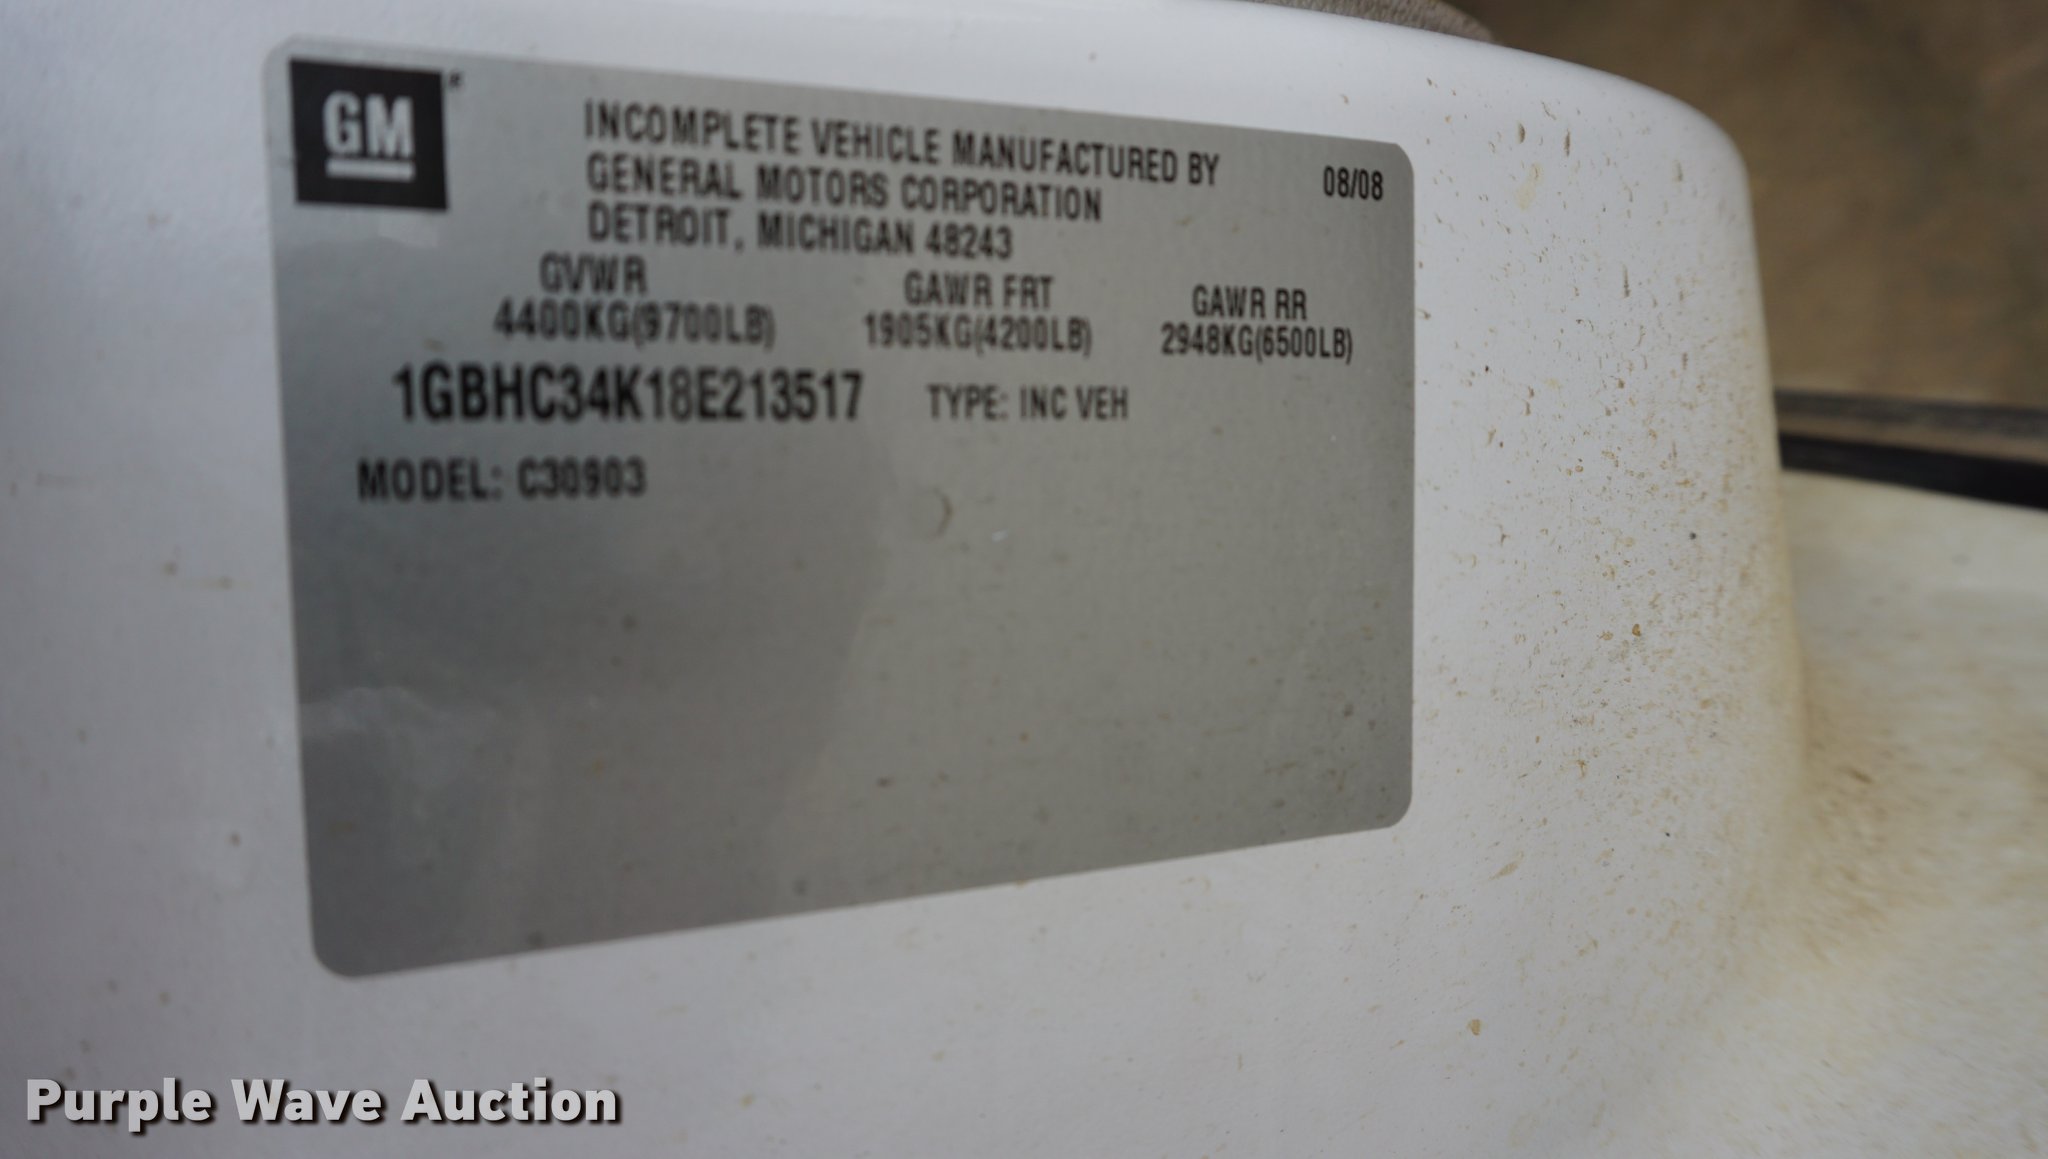 GM
INCOMPLETE VEHICLE MANUFACTURED BY
GENERAL MOTORS CORPORATION
DETROIT, MICHIGAN 48243
08/08
GVWR GAWR FRT GAWR RR
4400KG(9700LB) 1905KG(4200LB) 2948KG(6500LB)
1GBHC34K18E213517 TYPE: INC VEH
MODEL: C30903
Purple Wave Auction